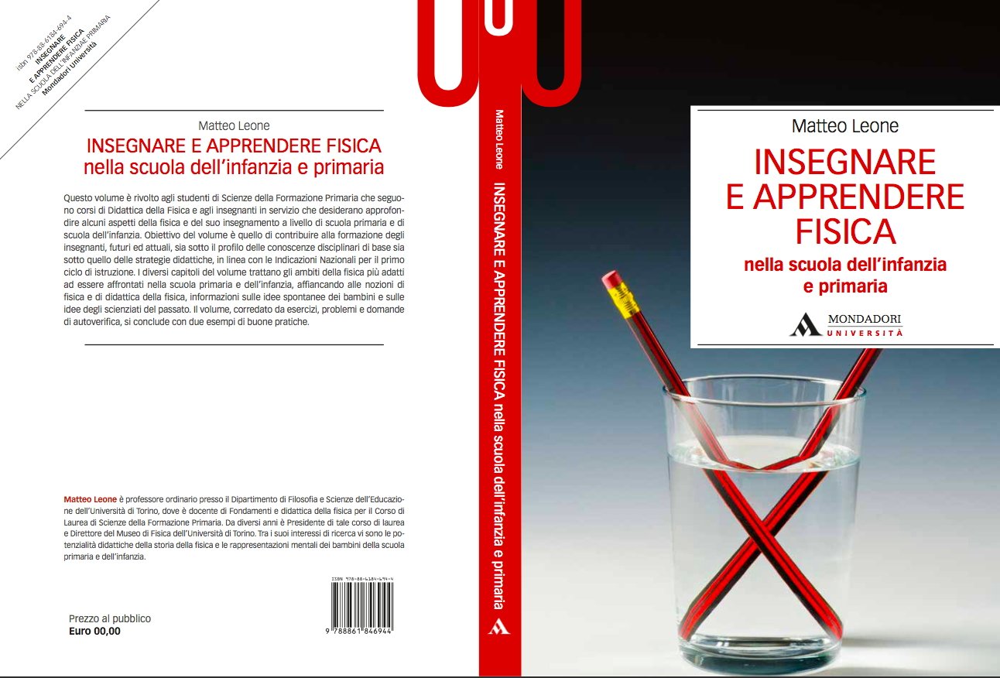 isbn 978-88-6184-694-4
INSEGNARE
E APPRENDERE FISICA
NELLA SCUOLA DELL'INFANZIAE PRIMARIA
Mondadori Università
Matteo Leone
INSEGNARE E APPRENDERE FISICA
nella scuola dell'infanzia e primaria
Questo volume è rivolto agli studenti di Scienze della Formazione Primaria che seguo-
no corsi di Didattica della Fisica e agli insegnanti in servizio che desiderano approfon-
dire alcuni aspetti della fisica e del suo insegnamento a livello di scuola primaria e di
scuola dell'infanzia. Obiettivo del volume è quello di contribuire alla formazione degli
insegnanti, futuri ed attuali, sia sotto il profilo delle conoscenze disciplinari di base sia
sotto quello delle strategie didattiche, in linea con le Indicazioni Nazionali per il primo
ciclo di istruzione. I diversi capitoli del volume trattano gli ambiti della fisica più adatti
ad essere affrontati nella scuola primaria e dell'infanzia, affiancando alle nozioni di
fisica e di didattica della fisica, informazioni sulle idee spontanee dei bambini e sulle
idee degli scienziati del passato. Il volume, corredato da esercizi, problemi e domande
di autoverifica, si conclude con due esempi di buone pratiche.
Matteo Leone è professore ordinario presso il Dipartimento di Filosofia e Scienze dell'Educazio-
ne dell'Università di Torino, dove è docente di Fondamenti e didattica della fisica per il Corso di
Laurea di Scienze della Formazione Primaria. Da diversi anni è Presidente di tale corso di laurea
e Direttore del Museo di Fisica dell'Università di Torino. Tra i suoi interessi di ricerca vi sono le po-
tenzialità didattiche della storia della fisica e le rappresentazioni mentali dei bambini della scuola
primaria e dell'infanzia.
Prezzo al pubblico
Euro 00,00
ISBN 978-88-6184-694-4
9 788861 846944
Matteo Leone INSEGNARE E APPRENDERE FISICA nella scuola dell'infanzia e primaria
Matteo Leone
INSEGNARE
E APPRENDERE
FISICA
nella scuola dell'infanzia
e primaria
MONDADORI
UNIVERSITÀ